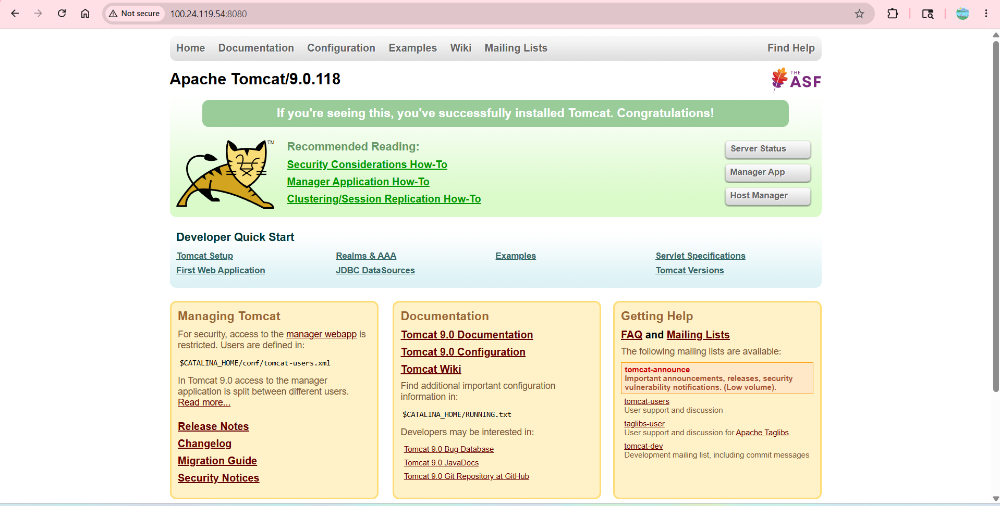 Not secure 100.24.119.54:8080
Home Documentation Configuration Examples Wiki Mailing Lists Find Help
Apache Tomcat/9.0.118
THE
ASF
If you're seeing this, you've successfully installed Tomcat. Congratulations!
TM
Recommended Reading:
Security Considerations How-To
Manager Application How-To
Clustering/Session Replication How-To
Server Status
Manager App
Host Manager
Developer Quick Start
Tomcat Setup
First Web Application
Realms & AAA
JDBC DataSources
Examples
Servlet Specifications
Tomcat Versions
Managing Tomcat
For security, access to the manager webapp is
restricted. Users are defined in:
$CATALINA_HOME/conf/tomcat-users.xml
In Tomcat 9.0 access to the manager
application is split between different users.
Read more...
Release Notes
Changelog
Migration Guide
Security Notices
Documentation
Tomcat 9.0 Documentation
Tomcat 9.0 Configuration
Tomcat Wiki
Find additional important configuration
information in:
$CATALINA_HOME/RUNNING.txt
Developers may be interested in:
Tomcat 9.0 Bug Database
Tomcat 9.0 JavaDocs
Tomcat 9.0 Git Repository at GitHub
Getting Help
FAQ and Mailing Lists
The following mailing lists are available:
tomcat-announce
Important announcements, releases, security
vulnerability notifications. (Low volume).
tomcat-users
User support and discussion
taglibs-user
User support and discussion for Apache Taglibs
tomcat-dev
Development mailing list, including commit messages